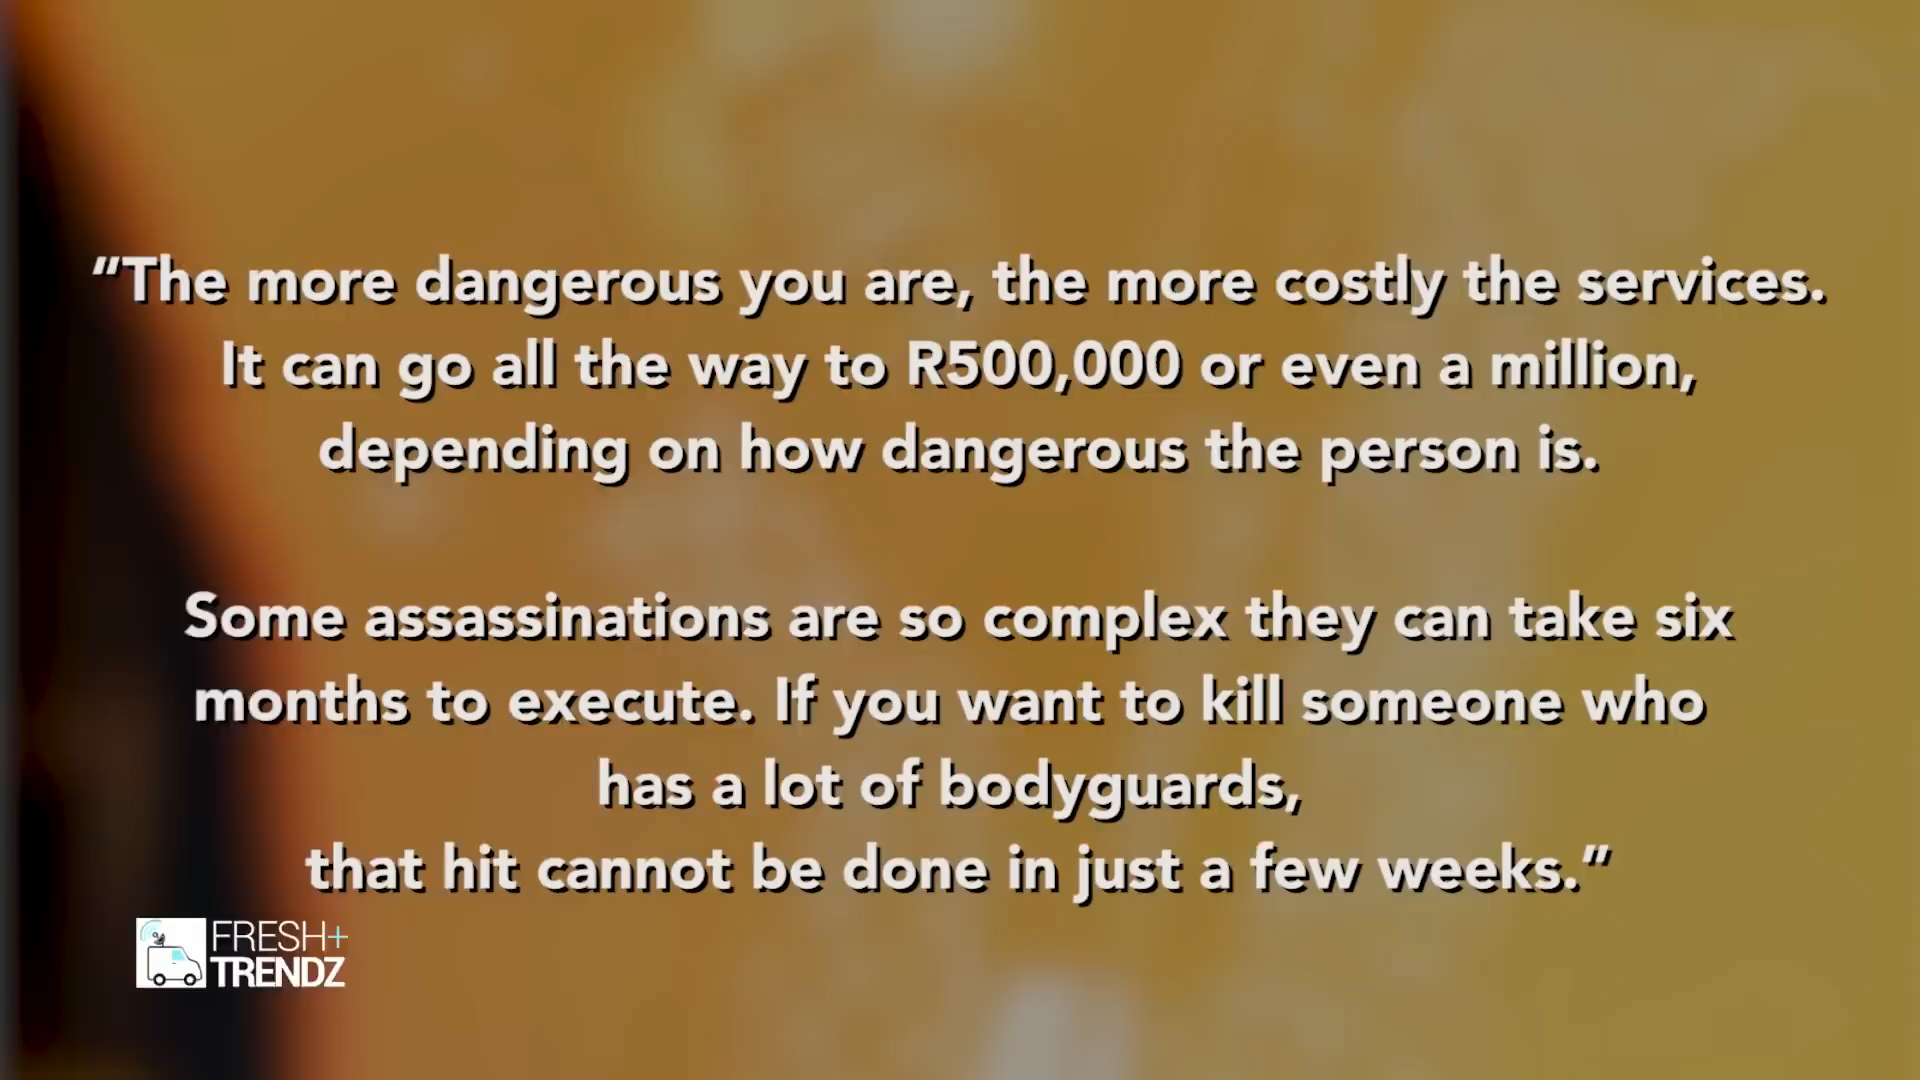 “The more dangerous you are, the more costly the services.
It can go all the way to R500,000 or even a million,
depending on how dangerous the person is.
Some assassinations are so complex they can take six
months to execute. If you want to kill someone who
has a lot of bodyguards,
that hit cannot be done in just a few weeks.”
FRESH+
TRENDZ